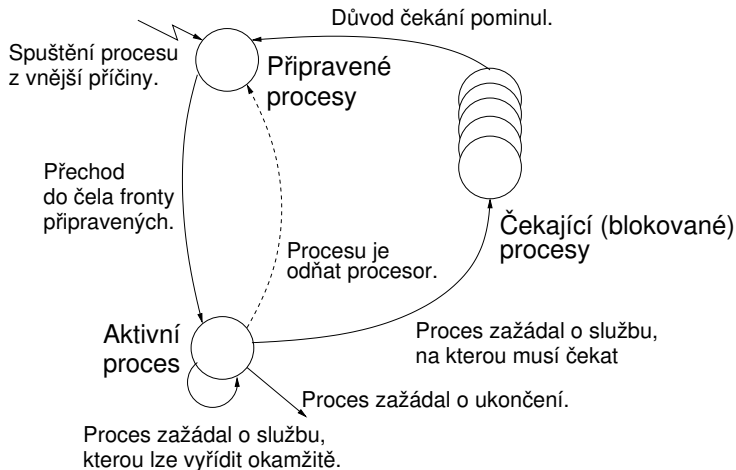 Důvod čekání pominul.
Spuštění procesu
z vnější příčiny.
Připravené
procesy
Přechod
do čela fronty
připravených.
Čekající (blokované)
procesy
Procesu je
odňat procesor.
Aktivní
proces
Proces zažádal o službu,
na kterou musí čekat
Proces zažádal o ukončení.
Proces zažádal o službu,
kterou lze vyřídit okamžitě.